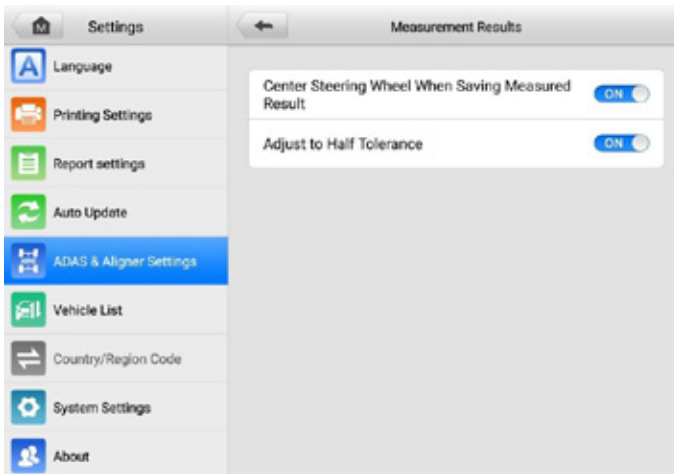 M
Settings
Measurement Results
A
Language
Printing Settings
Report settings
Auto Update
ADAS & Aligner Settings
Vehicle List
Country/Region Code
System Settings
About
Center Steering Wheel When Saving Measured
Result
ON
Adjust to Half Tolerance
ON